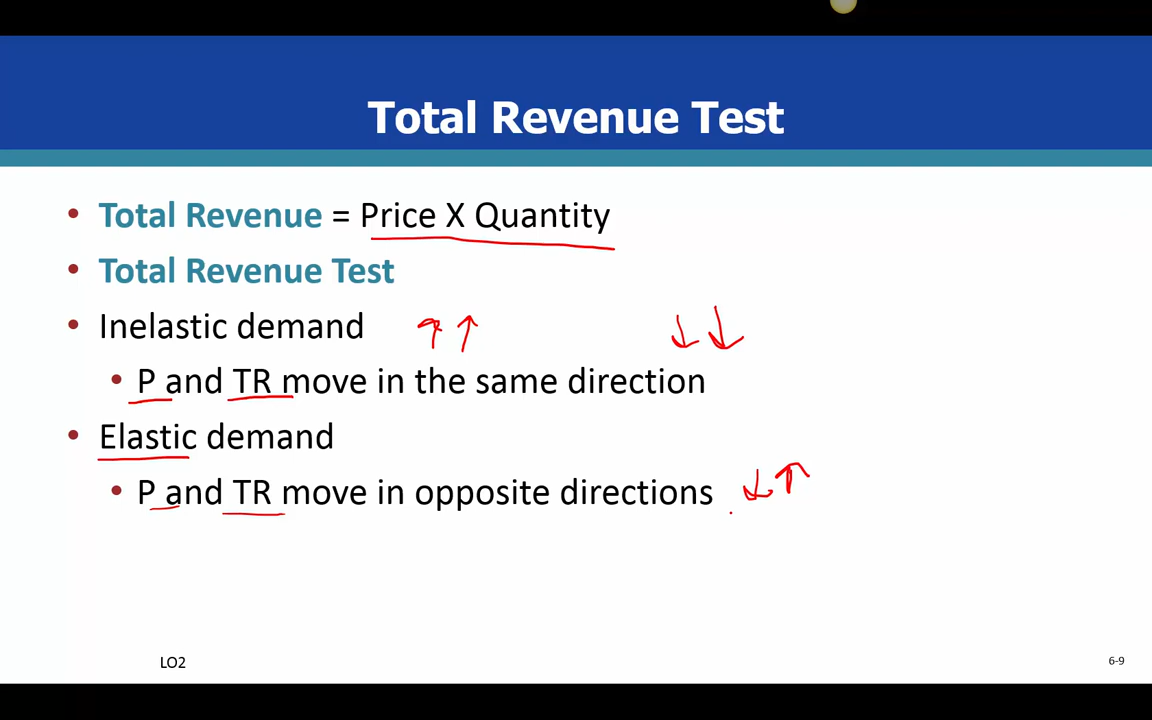 Total Revenue Test
• Total Revenue = Price X Quantity
• Total Revenue Test
• Inelastic demand ↑ ↑ ↓ ↓
• P and TR move in the same direction
• Elastic demand
• P and TR move in opposite directions ↓ ↑
LO2
6-9